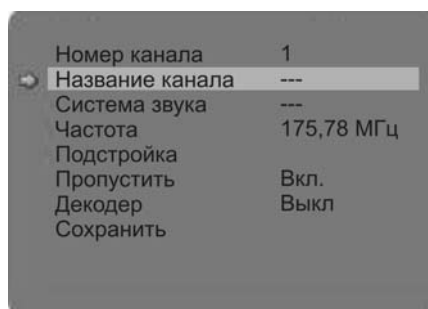 Номер канала 1
Название канала ---
Система звука ---
Частота 175,78 МГц
Подстройка
Пропустить Вкл.
Декодер Выкл
Сохранить